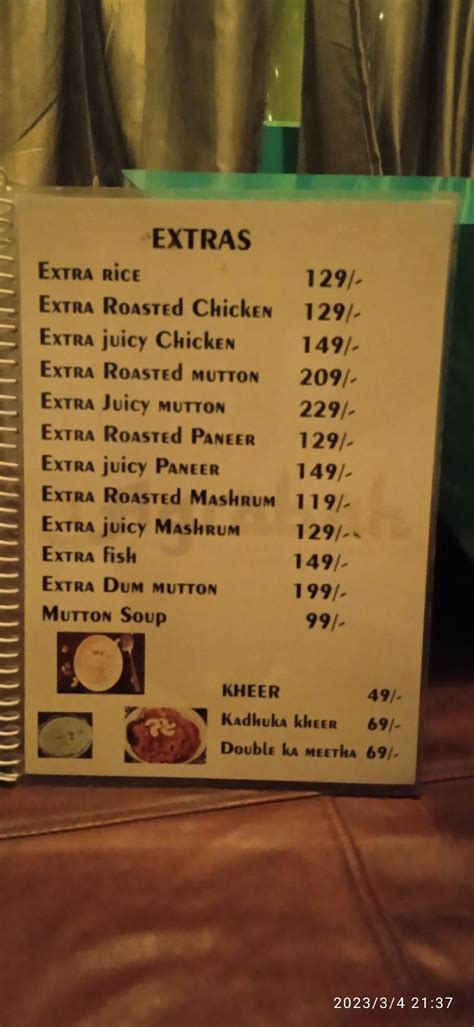 EXTRAS
Extra rice 129/-
Extra Roasted Chicken 129/-
Extra juicy Chicken 149/-
Extra Roasted mutton 209/-
Extra Juicy mutton 229/-
Extra Roasted Paneer 129/-
Extra juicy Paneer 149/-
Extra Roasted Mashrum 119/-
Extra juicy Mashrum 129/-
Extra fish 149/-
Extra Dum mutton 199/-
Mutton Soup 99/-
KHEER 49/-
Kadhuka kheer 69/-
Double ka meetha 69/-
2023/3/4 21:37